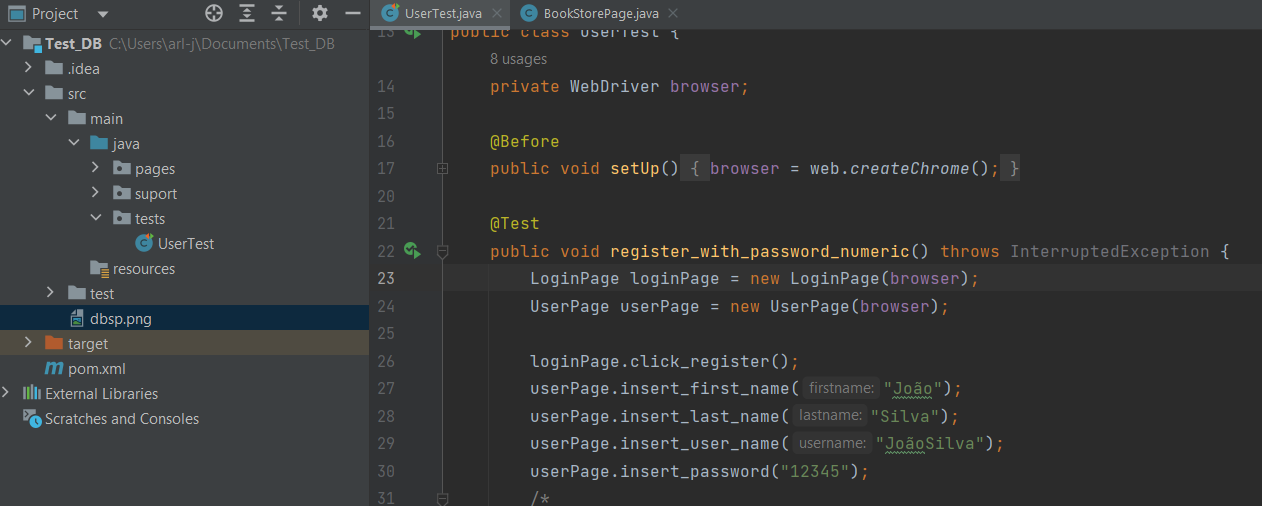 Project
Test_DB C:\Users\arl-j\Documents\Test_DB
.idea
src
main
java
pages
suport
tests
UserTest
resources
test
dbsp.png
target
pom.xml
External Libraries
Scratches and Consoles
UserTest.java
BookStorePage.java
13 public class UserTest {
8 usages
14 private WebDriver browser;
15
16 @Before
17 public void setUp() { browser = web.createChrome(); }
20
21 @Test
22 public void register_with_password_numeric() throws InterruptedException {
23 LoginPage loginPage = new LoginPage(browser);
24 UserPage userPage = new UserPage(browser);
25
26 loginPage.click_register();
27 userPage.insert_first_name( firstname: "João");
28 userPage.insert_last_name( lastname: "Silva");
29 userPage.insert_user_name( username: "JoãoSilva");
30 userPage.insert_password("12345");
31 /*